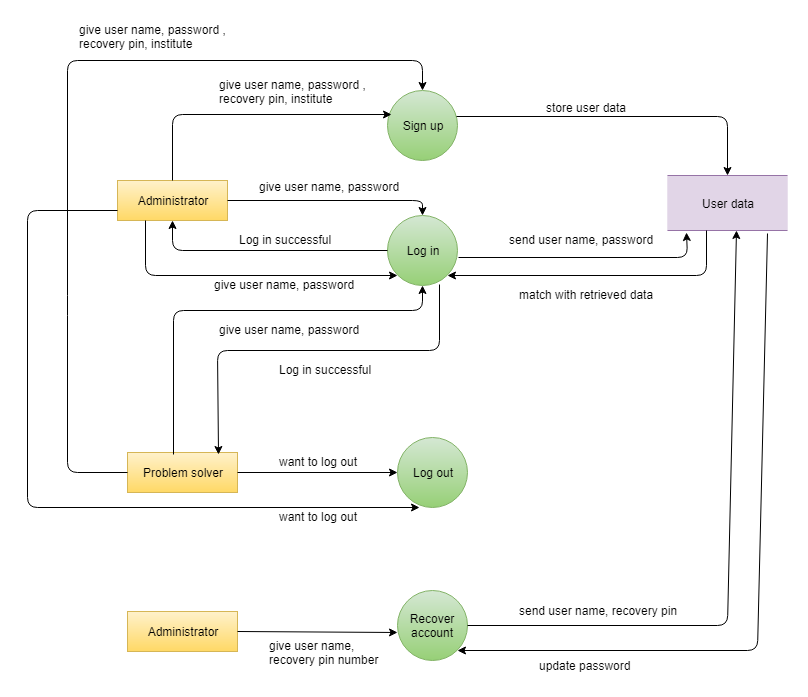 give user name, password ,
recovery pin, institute
give user name, password ,
recovery pin, institute
Sign up
store user data
Administrator
give user name, password
User data
Log in successful
Log in
send user name, password
give user name, password
match with retrieved data
give user name, password
Log in successful
Problem solver
want to log out
Log out
want to log out
Administrator
give user name,
recovery pin number
Recover
account
send user name, recovery pin
update password